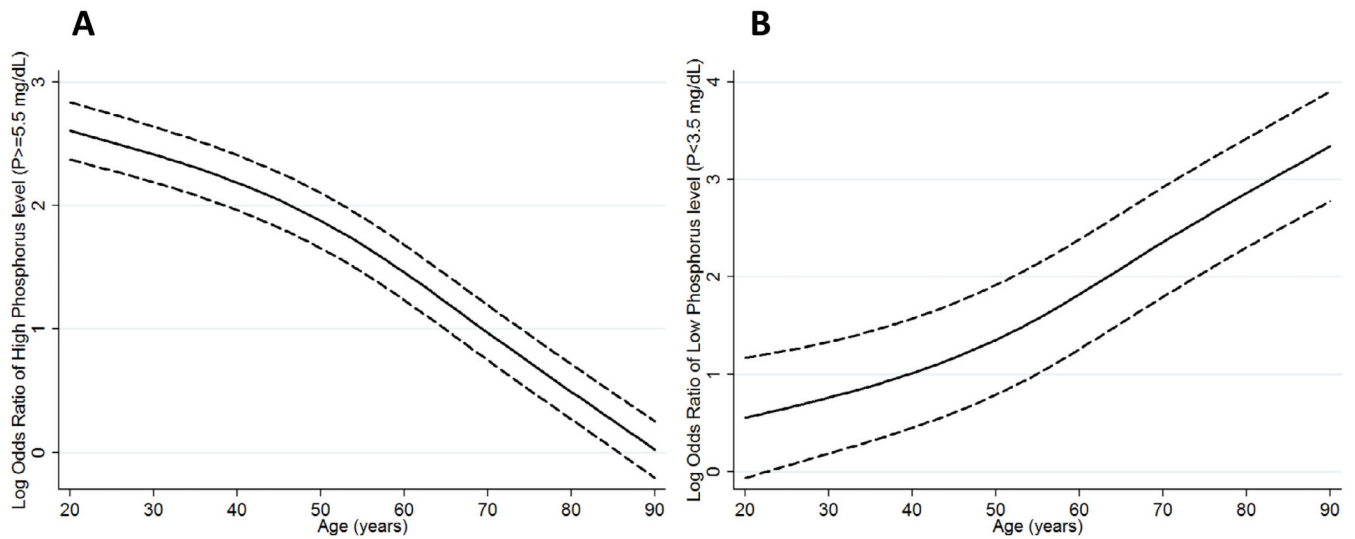 A
Log Odds Ratio of High Phosphorus level (P>=5.5 mg/dL)
3
2
1
0
20 30 40 50 60 70 80 90
Age (years)
B
Log Odds Ratio of Low Phosphorus level (P<3.5 mg/dL)
4
3
2
1
0
20 30 40 50 60 70 80 90
Age (years)